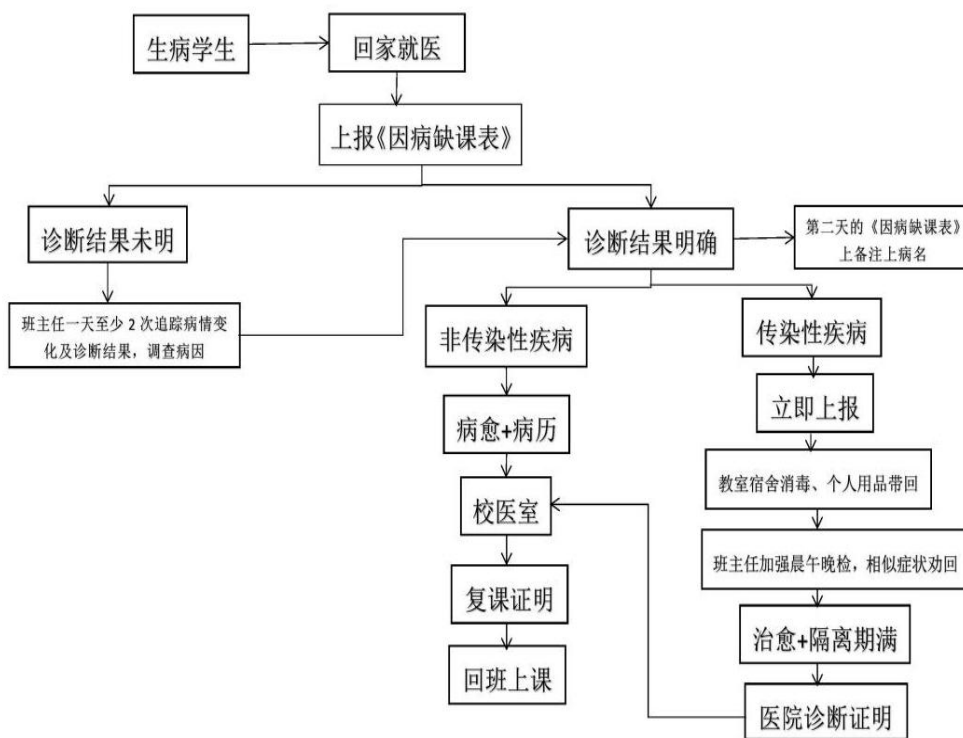 生病学生
回家就医
上报《因病缺课表》
诊断结果未明
诊断结果明确
第二天的《因病缺课表》
上备注上病名
班主任一天至少 2 次追踪病情变
化及诊断结果，调查病因
非传染性疾病
传染性疾病
病愈+病历
立即上报
教室宿舍消毒、个人用品带回
校医室
班主任加强晨午晚检，相似症状劝回
复课证明
治愈+隔离期满
回班上课
医院诊断证明